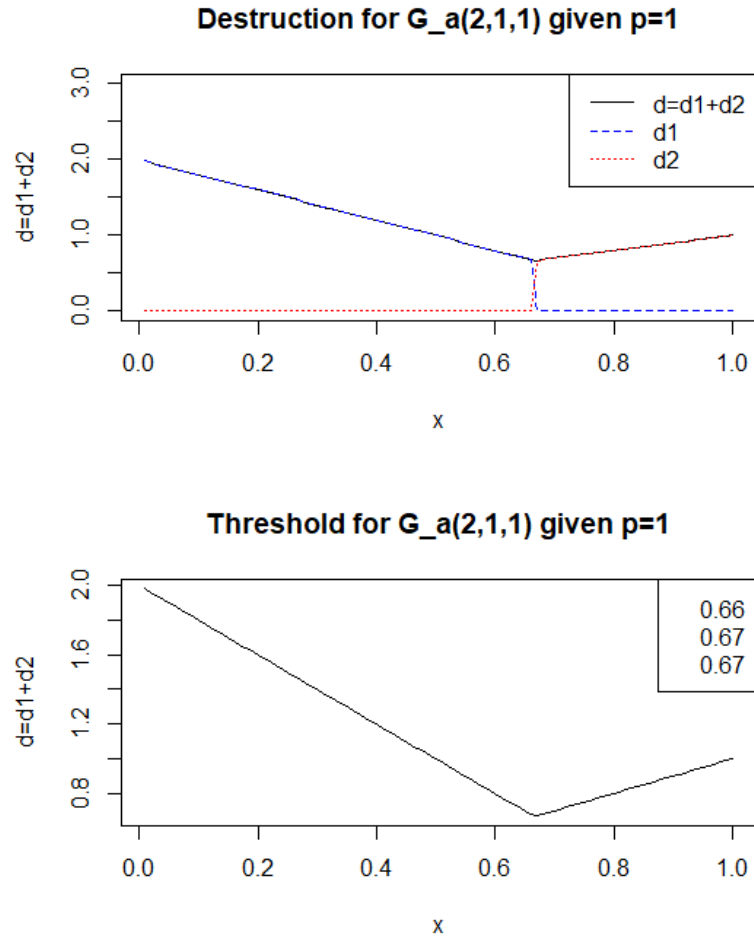 Destruction for G_a(2,1,1) given p=1
d=d1+d2
3.0
2.0
1.0
0.0
d=d1+d2
d1
d2
0.0 0.2 0.4 0.6 0.8 1.0
x
Threshold for G_a(2,1,1) given p=1
d=d1+d2
2.0
1.6
1.2
0.8
0.66
0.67
0.67
0.0 0.2 0.4 0.6 0.8 1.0
x